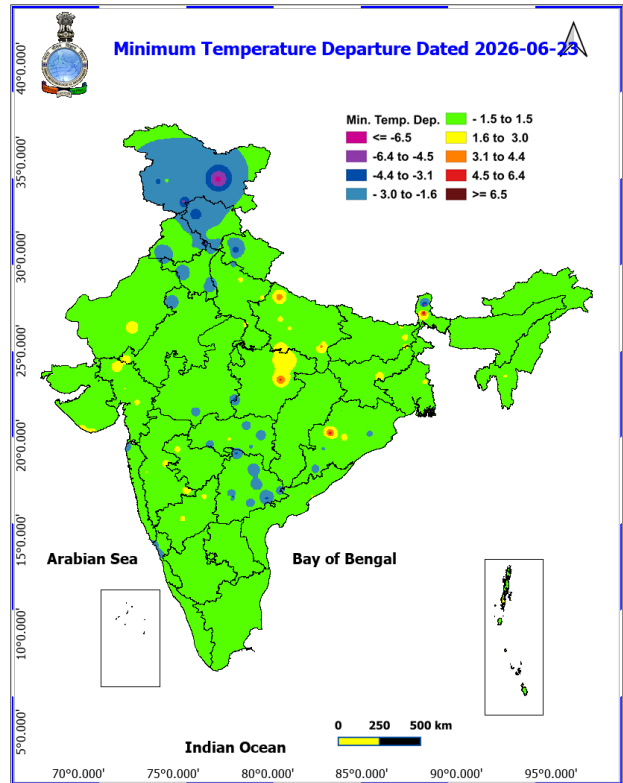 Minimum Temperature Departure Dated 2026-06-23
Min. Temp. Dep.
<= -6.5
-6.4 to -4.5
-4.4 to -3.1
- 3.0 to -1.6
- 1.5 to 1.5
1.6 to 3.0
3.1 to 4.4
4.5 to 6.4
>= 6.5
40°0.000'
35°0.000'
30°0.000'
25°0.000'
20°0.000'
15°0.000'
10°0.000'
5°0.000'
Arabian Sea
Bay of Bengal
Indian Ocean
0 250 500 km
70°0.000' 75°0.000' 80°0.000' 85°0.000' 90°0.000' 95°0.000'